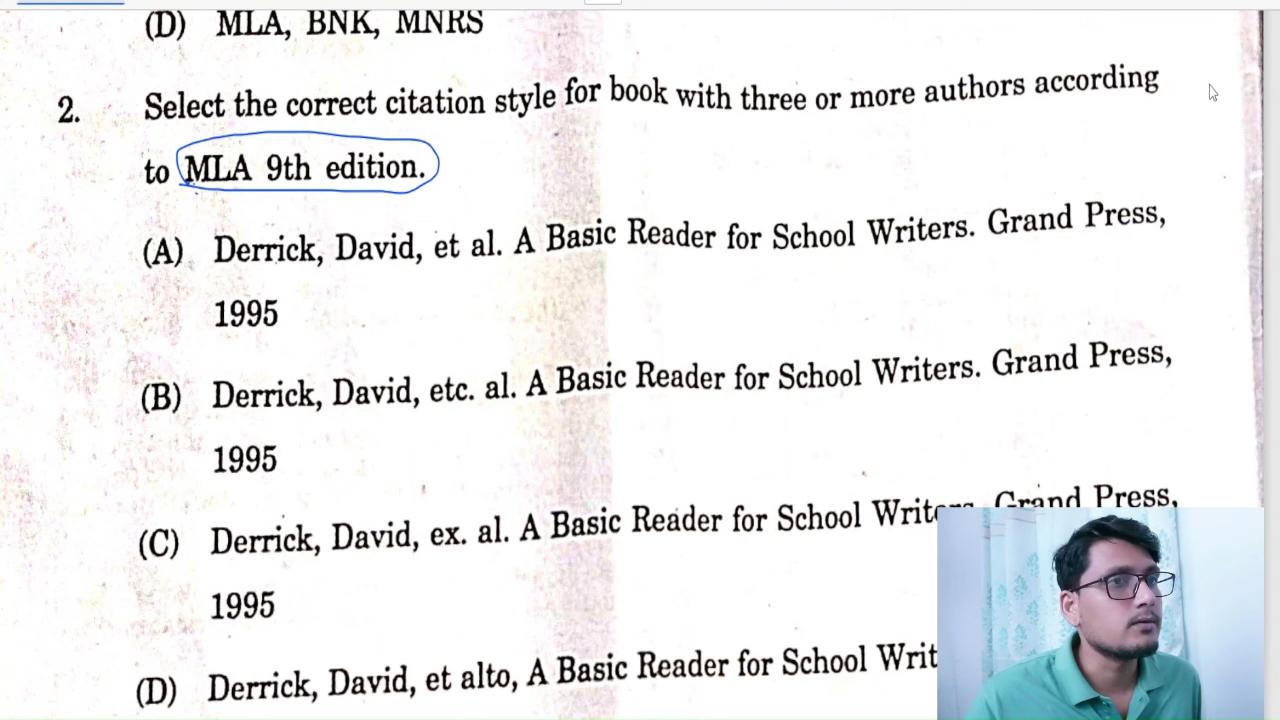 (D) MLA, BNK, MNRS
2. Select the correct citation style for book with three or more authors according
to MLA 9th edition.
(A) Derrick, David, et al. A Basic Reader for School Writers. Grand Press,
1995
(B) Derrick, David, etc. al. A Basic Reader for School Writers. Grand Press,
1995
(C) Derrick, David, ex. al. A Basic Reader for School Writers. Grand Press,
1995
(D) Derrick, David, et alto, A Basic Reader for School Writ